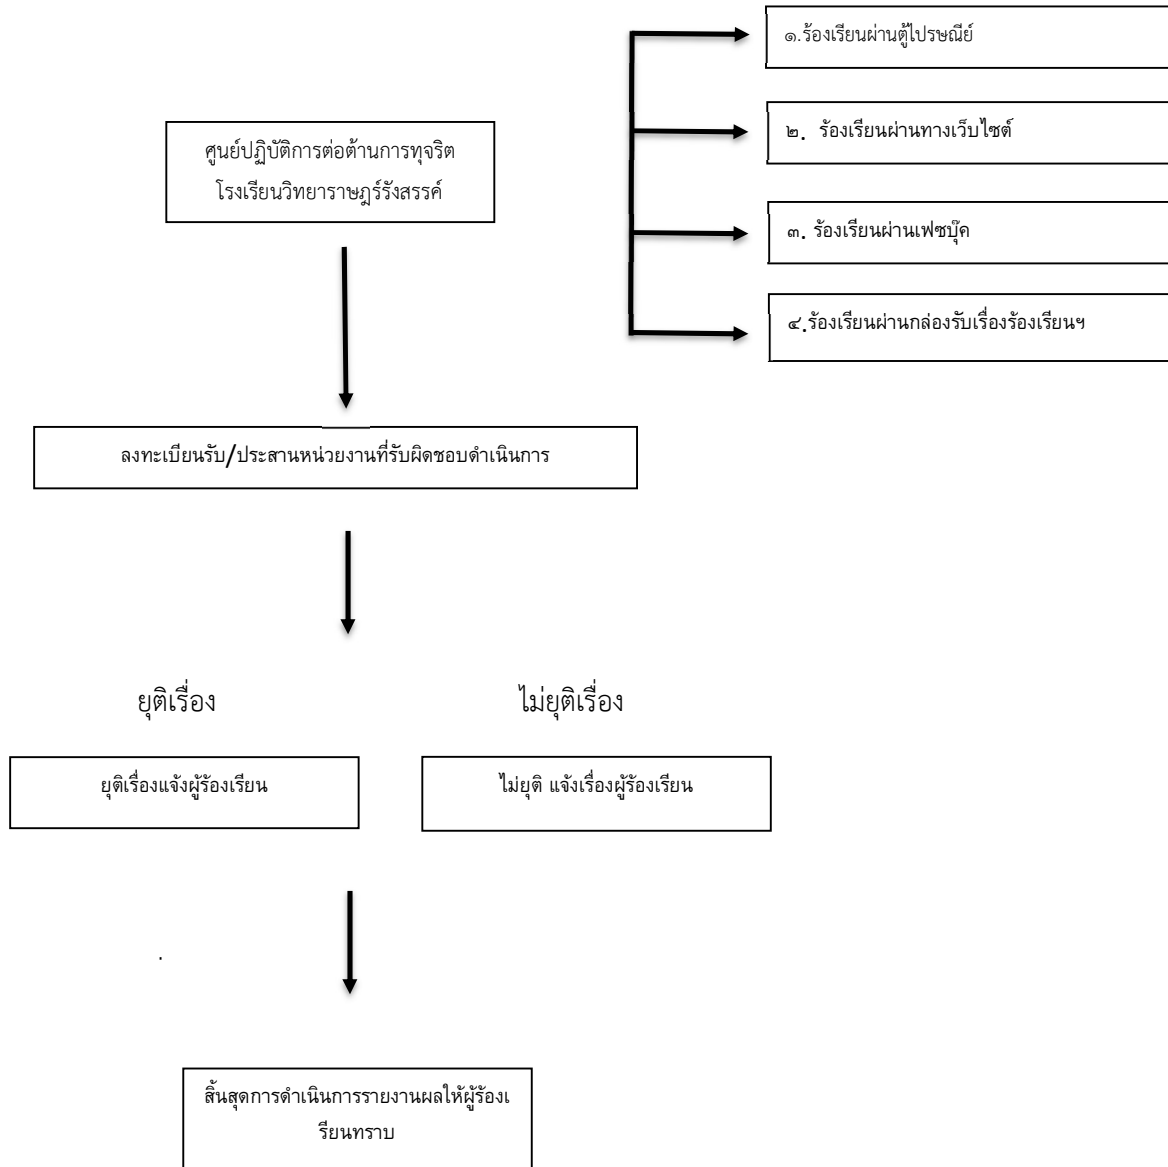 ๑.ร้องเรียนผ่านตู้ไปรษณีย์
๒. ร้องเรียนผ่านทางเว็บไซต์
๓. ร้องเรียนผ่านเฟซบุ๊ค
๔.ร้องเรียนผ่านกล่องรับเรื่องร้องเรียนฯ
ศูนย์ปฏิบัติการต่อต้านการทุจริต
โรงเรียนวิทยาราษฎร์รังสรรค์
ลงทะเบียนรับ/ประสานหน่วยงานที่รับผิดชอบดำเนินการ
ยุติเรื่อง
ไม่ยุติเรื่อง
ยุติเรื่องแจ้งผู้ร้องเรียน
ไม่ยุติ แจ้งเรื่องผู้ร้องเรียน
.
สิ้นสุดการดำเนินการรายงานผลให้ผู้ร้องเ
รียนทราบ